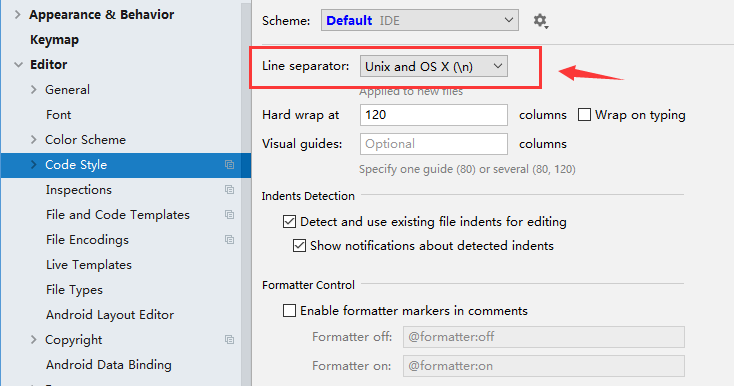 Appearance & Behavior
Keymap
Editor
General
Font
Color Scheme
Code Style
Inspections
File and Code Templates
File Encodings
Live Templates
File Types
Android Layout Editor
Copyright
Android Data Binding
Scheme: Default IDE
Line separator: Unix and OS X (\n)
Applied to new files
Hard wrap at 120 columns Wrap on typing
Visual guides: Optional columns
Specify one guide (80) or several (80, 120)
Indents Detection
Detect and use existing file indents for editing
Show notifications about detected indents
Formatter Control
Enable formatter markers in comments
Formatter off: @formatter:off
Formatter on: @formatter:on